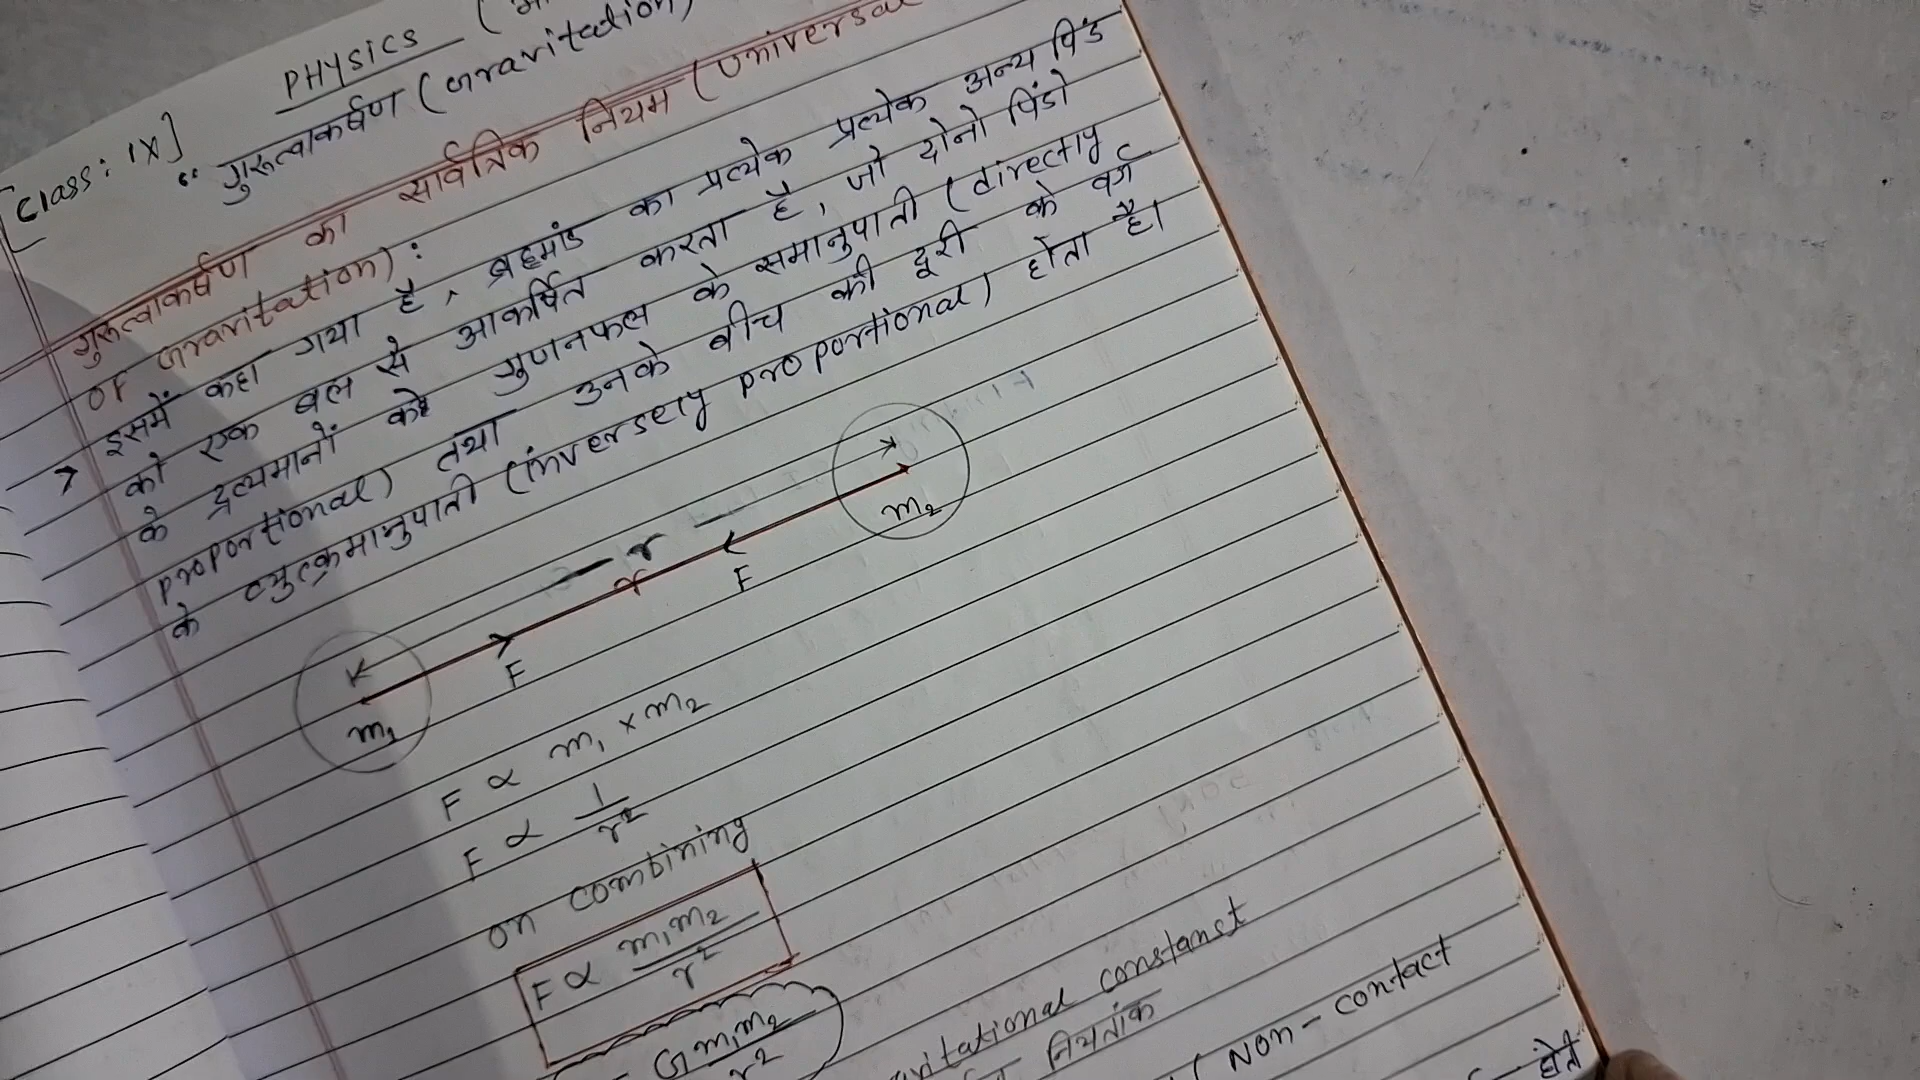 PHYSICS
[Class: IX]
“गुरूत्वाकर्षण (Gravitation)
गुरूत्वाकर्षण का सार्वत्रिक नियम (Universal
of Gravitation) :
→ इसमें कहा गया है, ब्रहमांड का प्रत्येक प्रत्येक अन्य पिंड
को एक बल से आकर्षित करता है, जो दोनो पिंडो
के द्रव्यमानों के गुणनफल के समानुपाती (directly
proportional) तथा उनके बीच की दूरी के वर्ग
के व्युत्क्रमानुपाती (inversely proportional) होता है।
r
r
F
F
m₂
m₁
F ∝ m₁ × m₂
F ∝ 1/r²
on combining
F ∝ m₁m₂/r²
Gm₁m₂/r²
constanst
नियतांक
(Non-contact
होती